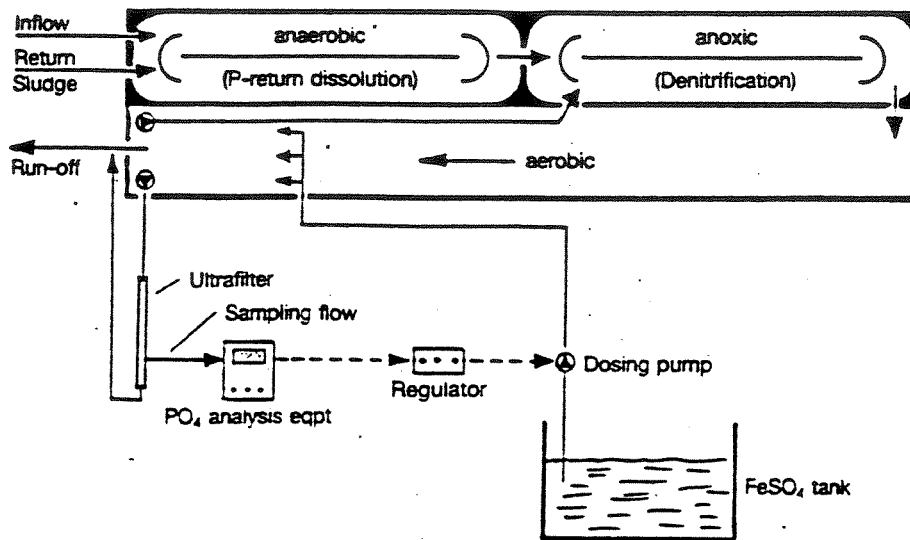 Inflow
anaerobic
anoxic
Return
Sludge
(P-return dissolution)
(Denitrification)
Run-off
aerobic
Ultrafilter
Sampling flow
Dosing pump
Regulator
PO₄ analysis eqpt
FeSO₄ tank